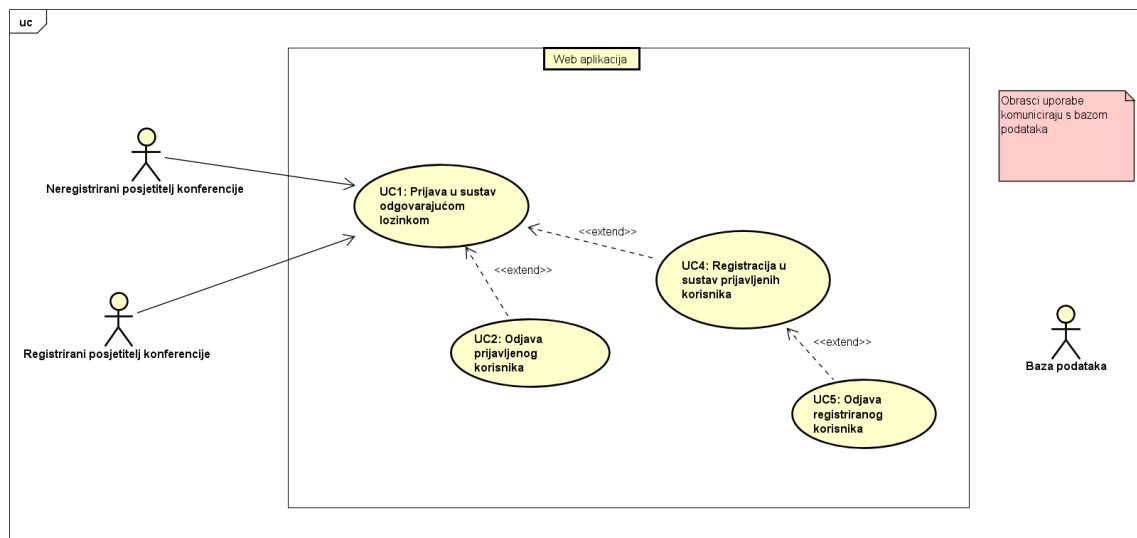 uc
Web aplikacija
Obrasci uporabe
komuniciraju s bazom
podataka
Neregistrirani posjetitelj konferencije
UC1: Prijava u sustav
odgovarajućom
lozinkom
<<extend>>
UC4: Registracija u
sustav prijavljenih
korisnika
<<extend>>
Registrirani posjetitelj konferencije
UC2: Odjava
prijavljenog
korisnika
<<extend>>
Baza podataka
UC5: Odjava
registriranog
korisnika